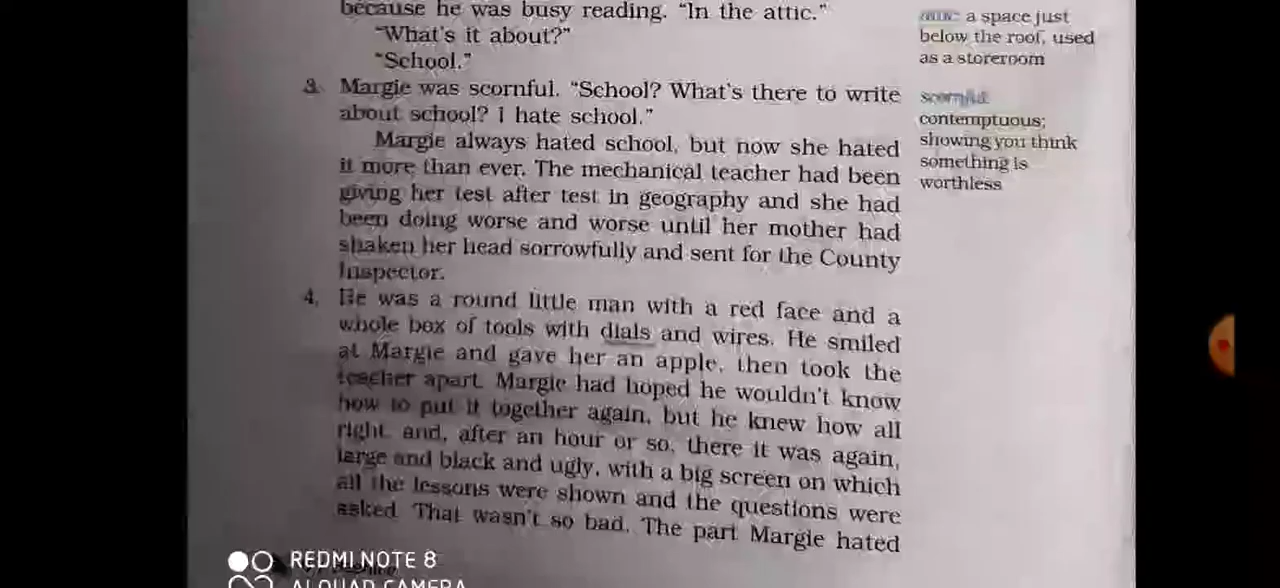 because he was busy reading. "In the attic."
"What's it about?"
"School."
3. Margie was scornful. "School? What's there to write
about school? I hate school."
Margie always hated school, but now she hated
it more than ever. The mechanical teacher had been
giving her test after test in geography and she had
been doing worse and worse until her mother had
shaken her head sorrowfully and sent for the County
Inspector.
4. He was a round little man with a red face and a
whole box of tools with dials and wires. He smiled
at Margie and gave her an apple, then took the
teacher apart. Margie had hoped he wouldn't know
how to put it together again, but he knew how all
right, and, after an hour or so, there it was again,
large and black and ugly, with a big screen on which
all the lessons were shown and the questions were
asked. That wasn't so bad. The part Margie hated
attic: a space just
below the roof, used
as a storeroom
scornful:
contemptuous;
showing you think
something is
worthless
REDMI NOTE 8
AI QUAD CAMERA